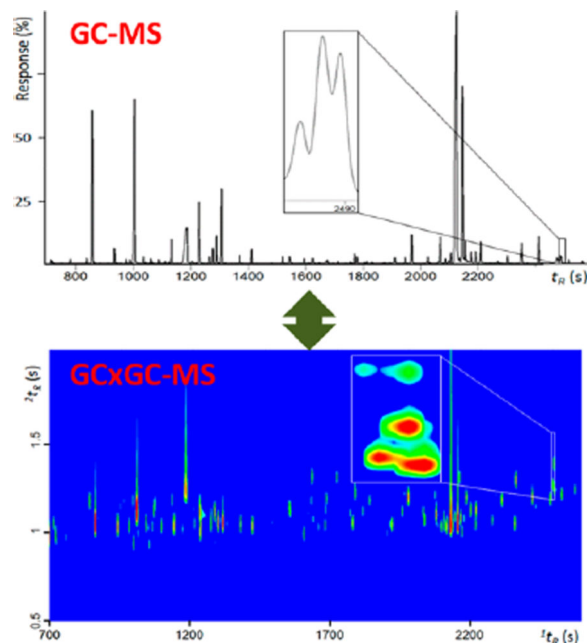 GC-MS
Response (%)
50
25
2490
800 1000 1200 1400 1600 1800 2000 2200
tR (s)
GCxGC-MS
²tR (s)
1.5
1
0.5
700 1200 1700 2200
¹tR (s)